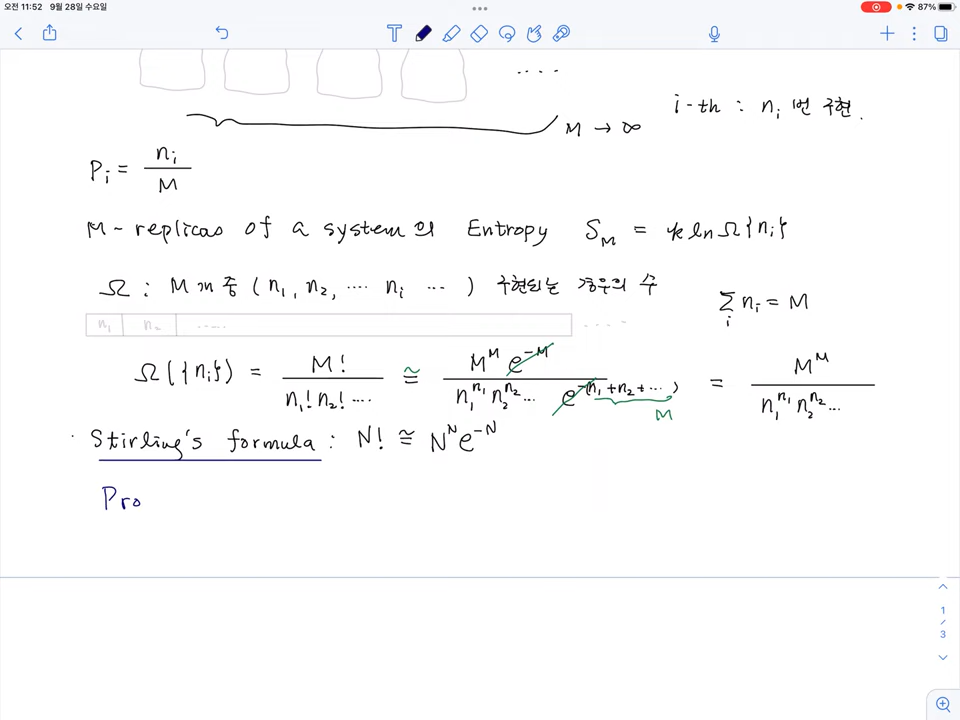 오전 11:52 9월 28일 수요일 87%
....
i-th : nᵢ 번 구현.
M → ∞
Pᵢ = nᵢ / M
M-replicas of a system의 Entropy S_M = k ln Ω{nᵢ}
Ω : M개 중 (n₁, n₂, .... nᵢ ...) 구현되는 경우의 수
∑ᵢ nᵢ = M
n₁ n₂ ..... ....
Ω({nᵢ}) = M! / n₁! n₂! .... ≅ M^M e^-M / n₁^n₁ n₂^n₂ ... e^-(n₁+n₂+...) = M^M / n₁^n₁ n₂^n₂ ...
M
Stirling's formula : N! ≅ N^N e^-N
Pro
1
/
3